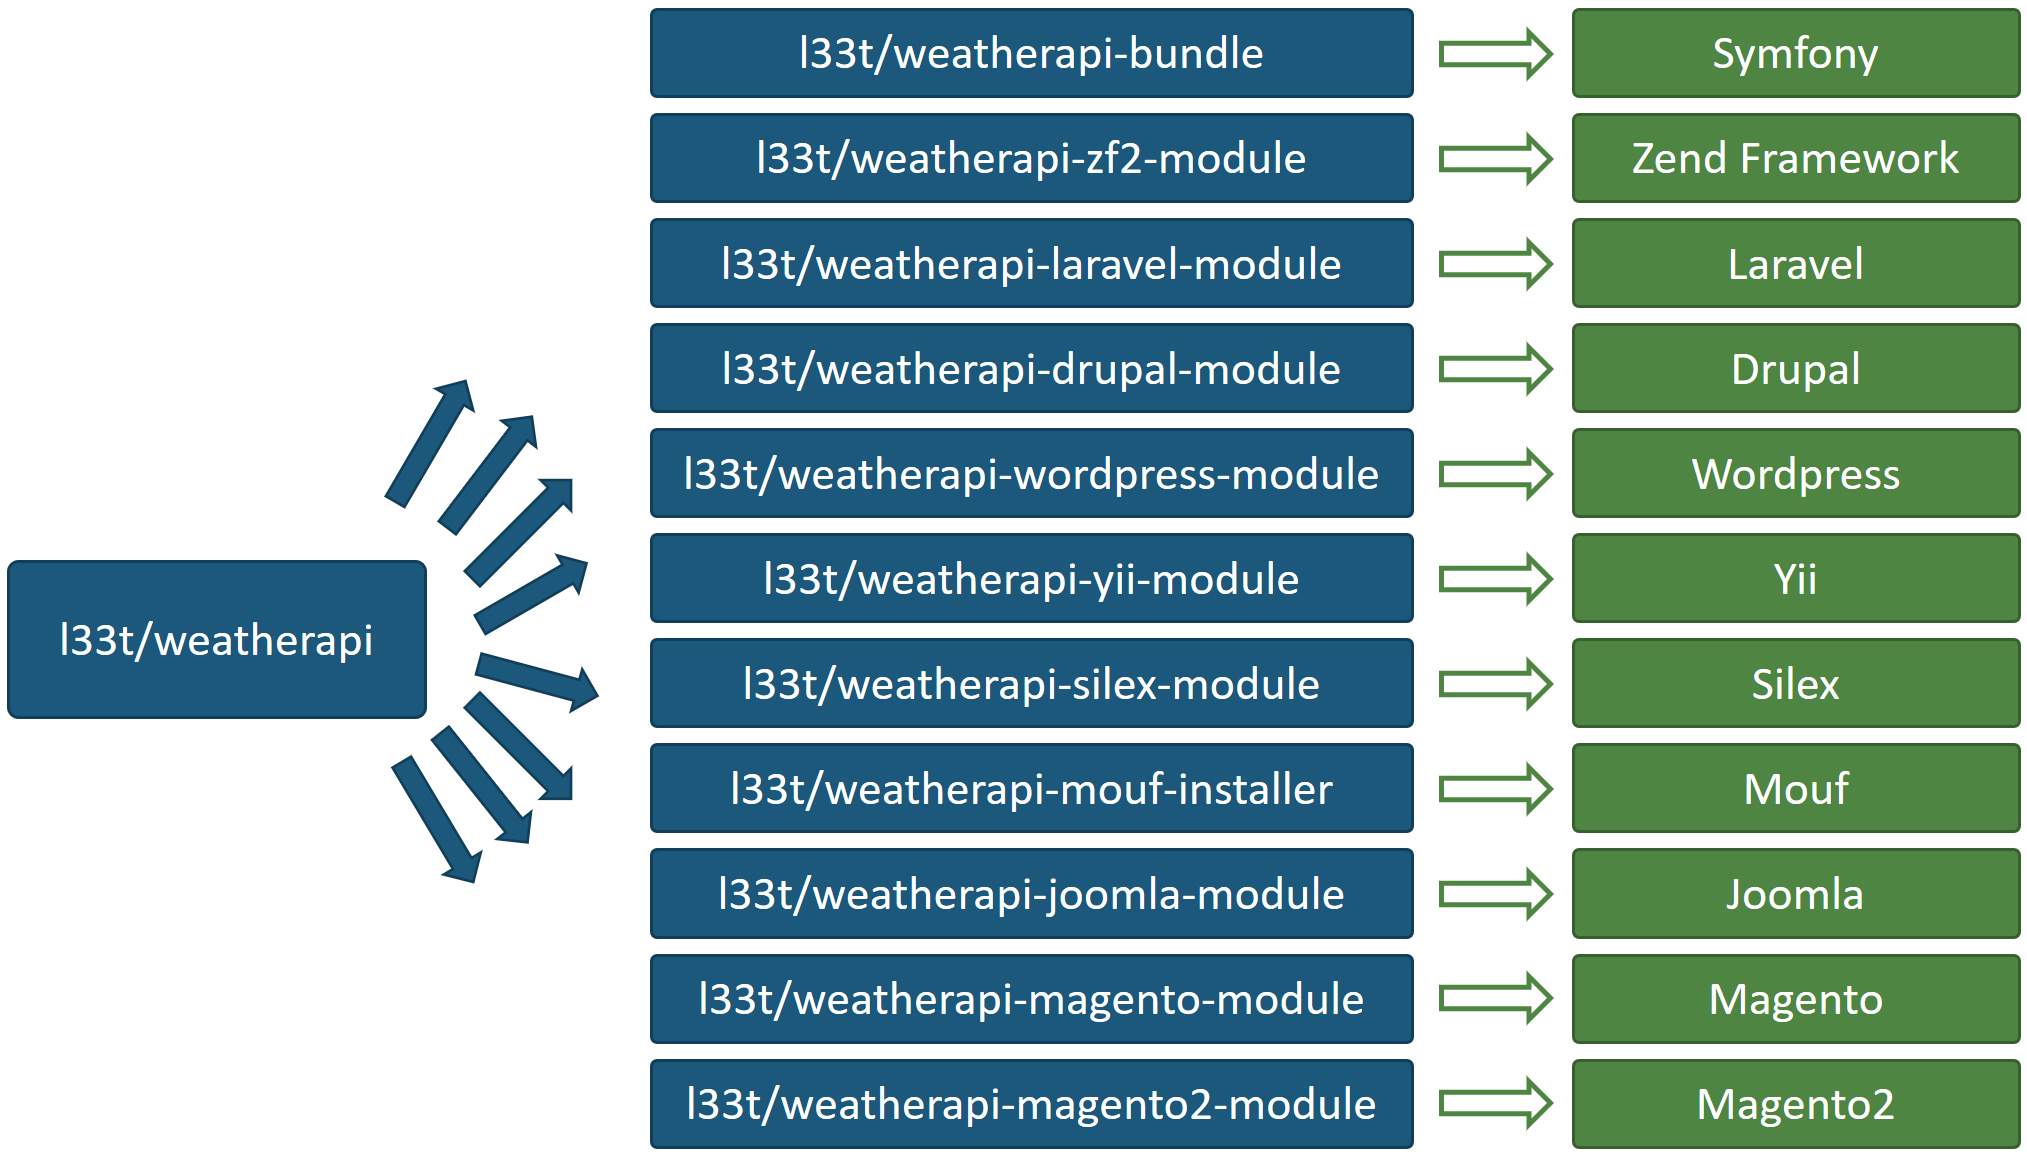 l33t/weatherapi
l33t/weatherapi-bundle
Symfony
l33t/weatherapi-zf2-module
Zend Framework
l33t/weatherapi-laravel-module
Laravel
l33t/weatherapi-drupal-module
Drupal
l33t/weatherapi-wordpress-module
Wordpress
l33t/weatherapi-yii-module
Yii
l33t/weatherapi-silex-module
Silex
l33t/weatherapi-mouf-installer
Mouf
l33t/weatherapi-joomla-module
Joomla
l33t/weatherapi-magento-module
Magento
l33t/weatherapi-magento2-module
Magento2